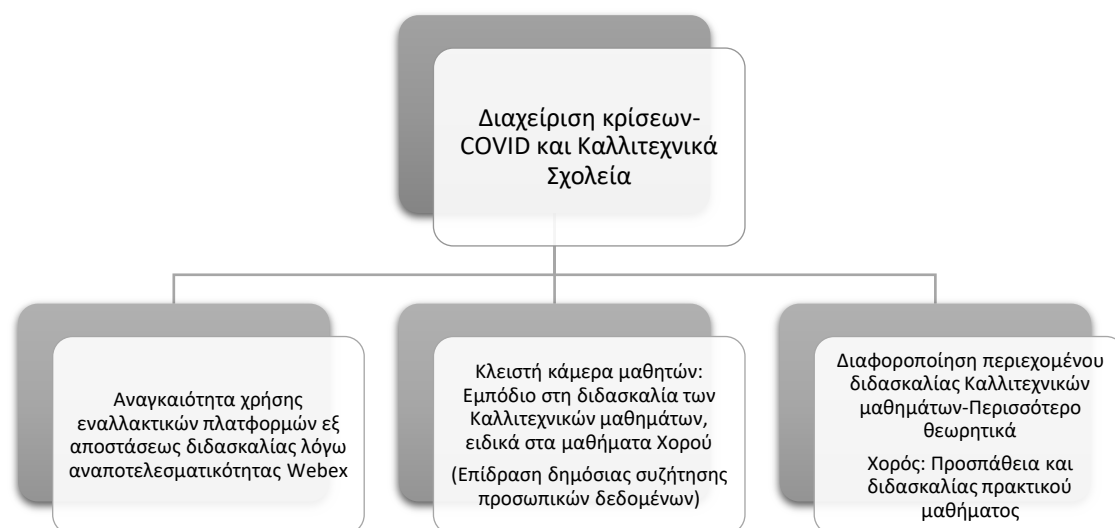 Διαχείριση κρίσεων-
COVID και Καλλιτεχνικά
Σχολεία
Αναγκαιότητα χρήσης
εναλλακτικών πλατφορμών εξ
αποστάσεως διδασκαλίας λόγω
αναποτελεσματικότητας Webex
Κλειστή κάμερα μαθητών:
Εμπόδιο στη διδασκαλία των
Καλλιτεχνικών μαθημάτων,
ειδικά στα μαθήματα Χορού
(Επίδραση δημόσιας συζήτησης
προσωπικών δεδομένων)
Διαφοροποίηση περιεχομένου
διδασκαλίας Καλλιτεχνικών
μαθημάτων-Περισσότερο
θεωρητικά
Χορός: Προσπάθεια και
διδασκαλίας πρακτικού
μαθήματος